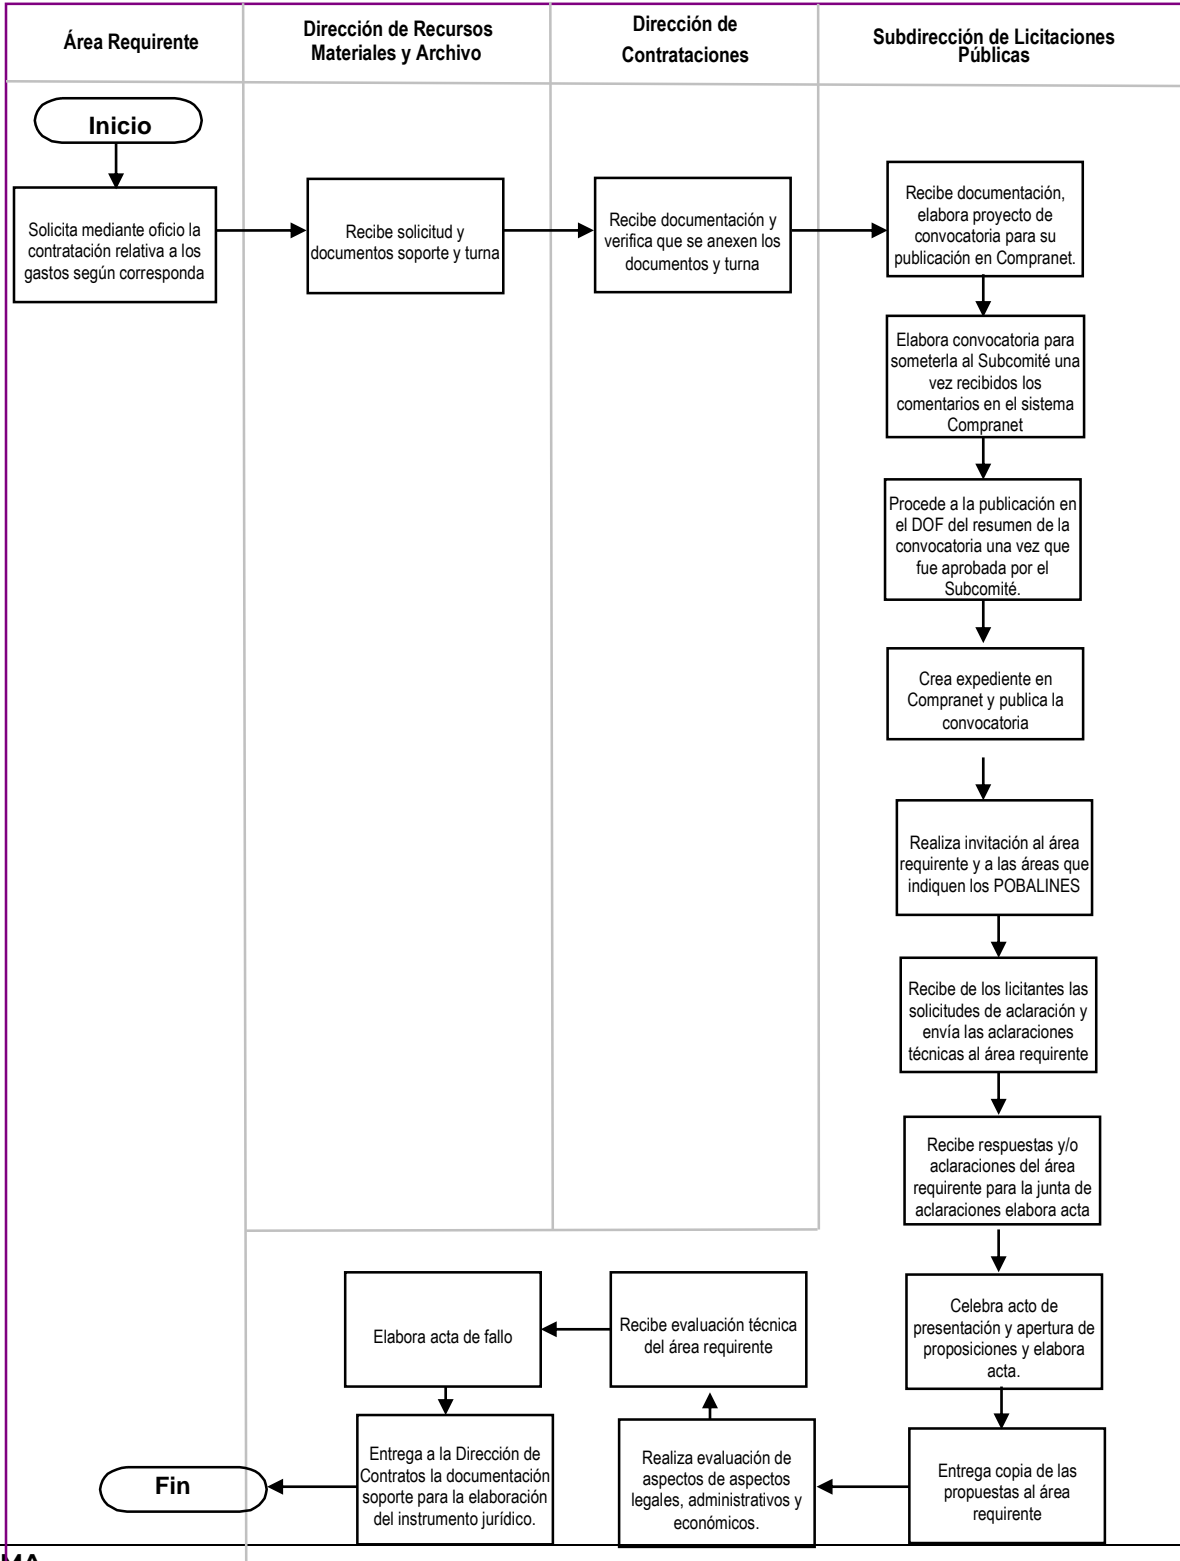 Área Requirente
Dirección de Recursos
Materiales y Archivo
Dirección de
Contrataciones
Subdirección de Licitaciones
Públicas
Inicio
Solicita mediante oficio la
contratación relativa a los
gastos según corresponda
Recibe solicitud y
documentos soporte y turna
Recibe documentación y
verifica que se anexen los
documentos y turna
Recibe documentación,
elabora proyecto de
convocatoria para su
publicación en Compranet.
Elabora convocatoria para
someterla al Subcomité una
vez recibidos los
comentarios en el sistema
Compranet
Procede a la publicación en
el DOF del resumen de la
convocatoria una vez que
fue aprobada por el
Subcomité.
Crea expediente en
Compranet y publica la
convocatoria
Realiza invitación al área
requirente y a las áreas que
indiquen los POBALINES
Recibe de los licitantes las
solicitudes de aclaración y
envía las aclaraciones
técnicas al área requirente
Recibe respuestas y/o
aclaraciones del área
requirente para la junta de
aclaraciones elabora acta
Celebra acto de
presentación y apertura de
proposiciones y elabora
acta.
Entrega copia de las
propuestas al área
requirente
Realiza evaluación de
aspectos de aspectos
legales, administrativos y
económicos.
Recibe evaluación técnica
del área requirente
Elabora acta de fallo
Entrega a la Dirección de
Contratos la documentación
soporte para la elaboración
del instrumento jurídico.
Fin